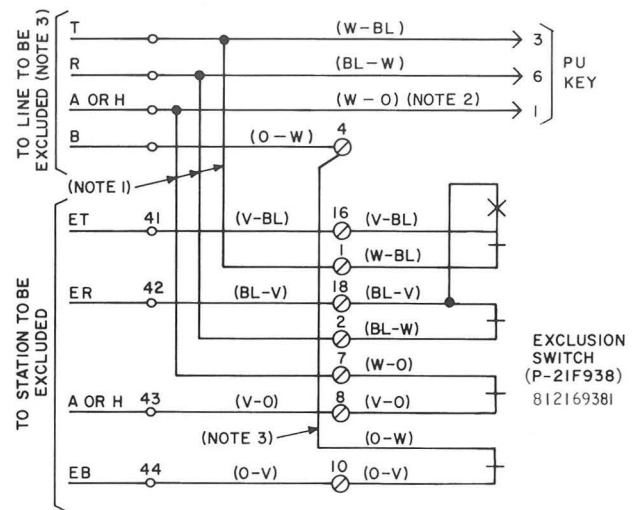 T (W-BL) 3
R (BL-W) 6
A OR H (W-O) (NOTE 2) 1
PU
KEY
B (O-W) 4
TO LINE TO BE
EXCLUDED (NOTE 3)
(NOTE 1)
ET 41 (V-BL) 16 (V-BL)
1 (W-BL)
ER 42 (BL-V) 18 (BL-V)
2 (BL-W)
7 (W-O)
A OR H 43 (V-O) 8 (V-O)
(NOTE 3) (O-W)
EB 44 (O-V) 10 (O-V)
TO STATION TO BE
EXCLUDED
EXCLUSION
SWITCH
(P-21F938)
812169381